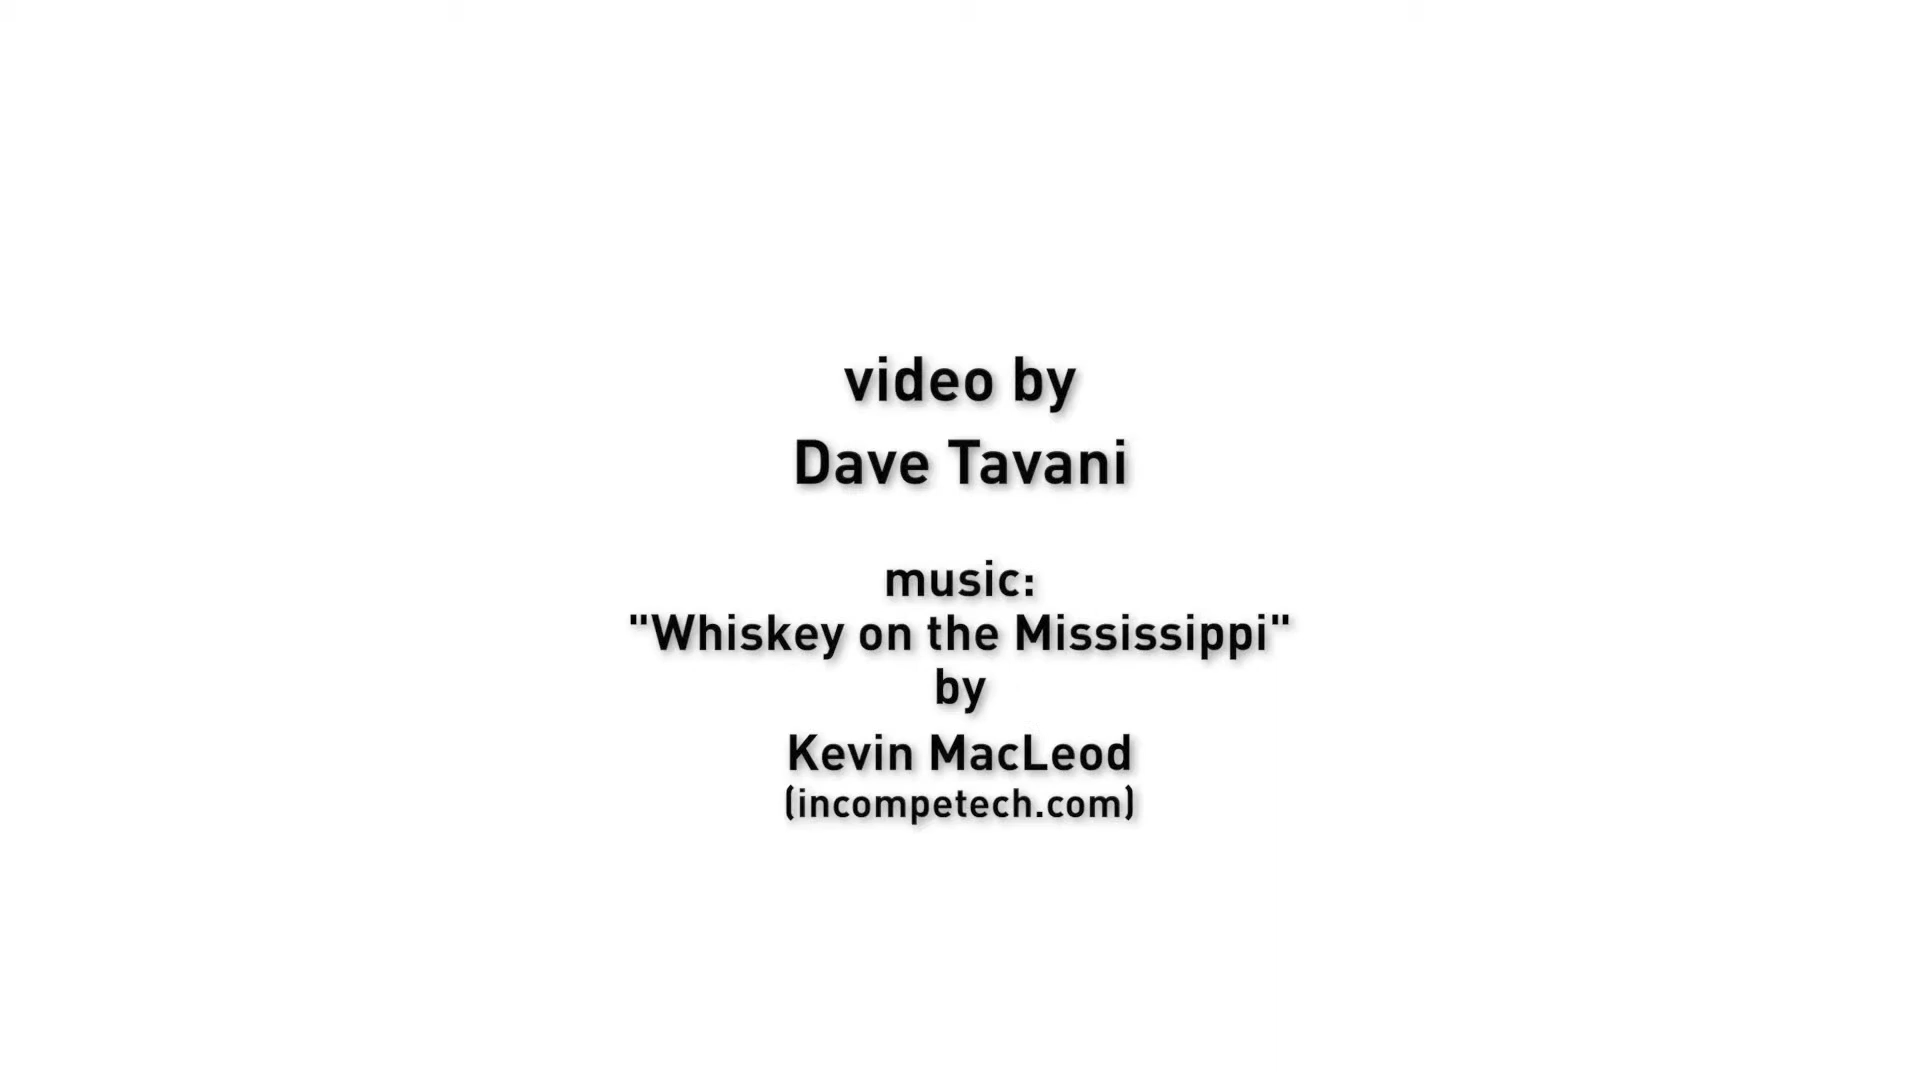 video by
Dave Tavani
music:
"Whiskey on the Mississippi"
by
Kevin MacLeod
(incompetech.com)